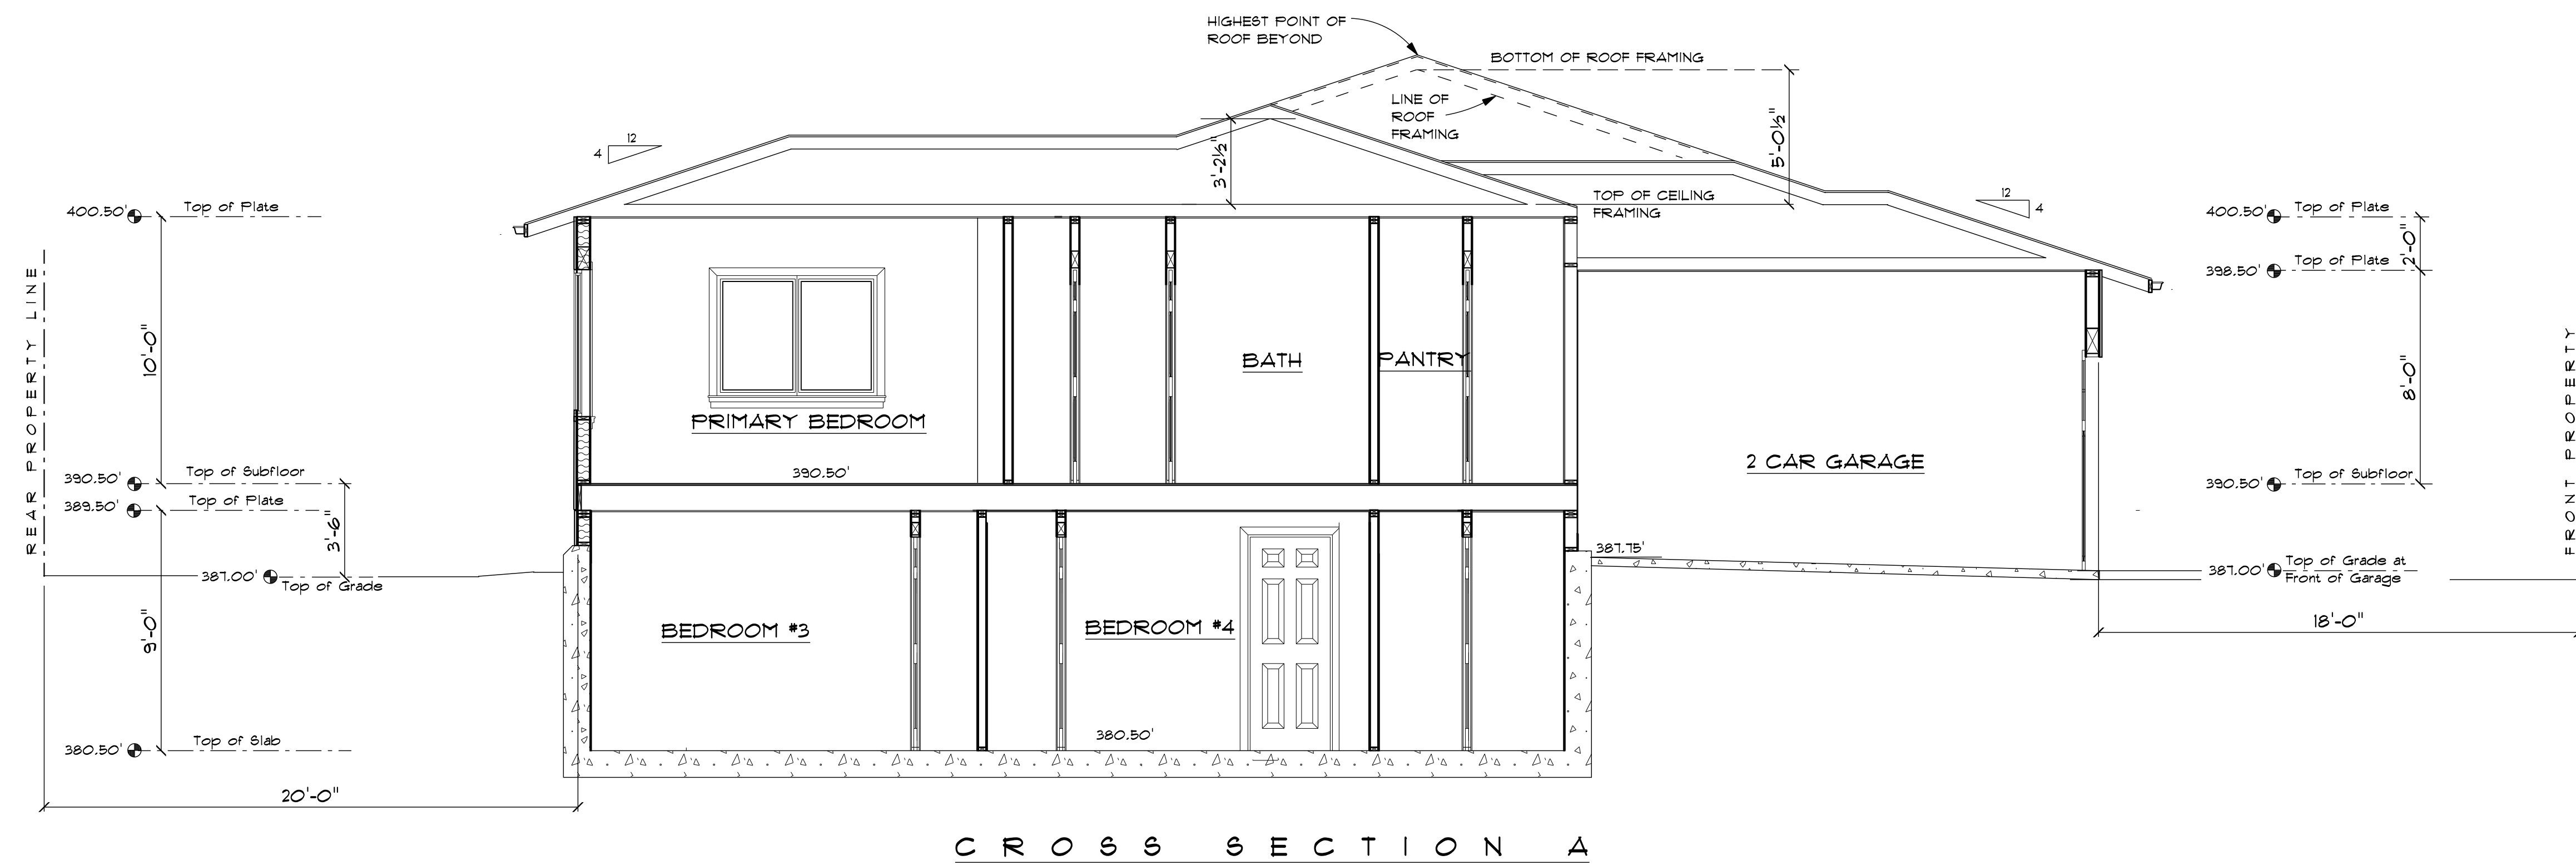 HIGHEST POINT OF
ROOF BEYOND
BOTTOM OF ROOF FRAMING
LINE OF
ROOF
FRAMING
5'-0½"
3'-2½"
12
4
12
4
TOP OF CEILING
FRAMING
400.50' Top of Plate
400.50' Top of Plate
2'-0"
398.50' Top of Plate
REAR PROPERTY LINE
10'-0"
BATH
PANTRY
8'-0"
FRONT PROPERTY
PRIMARY BEDROOM
2 CAR GARAGE
390.50'
390.50' Top of Subfloor
390.50' Top of Subfloor
389.50' Top of Plate
3'-6"
387.75'
387.00' Top of Grade
387.00' Top of Grade at
Front of Garage
9'-0"
18'-0"
BEDROOM #3
BEDROOM #4
380.50'
380.50' Top of Slab
20'-0"
CROSS SECTION A